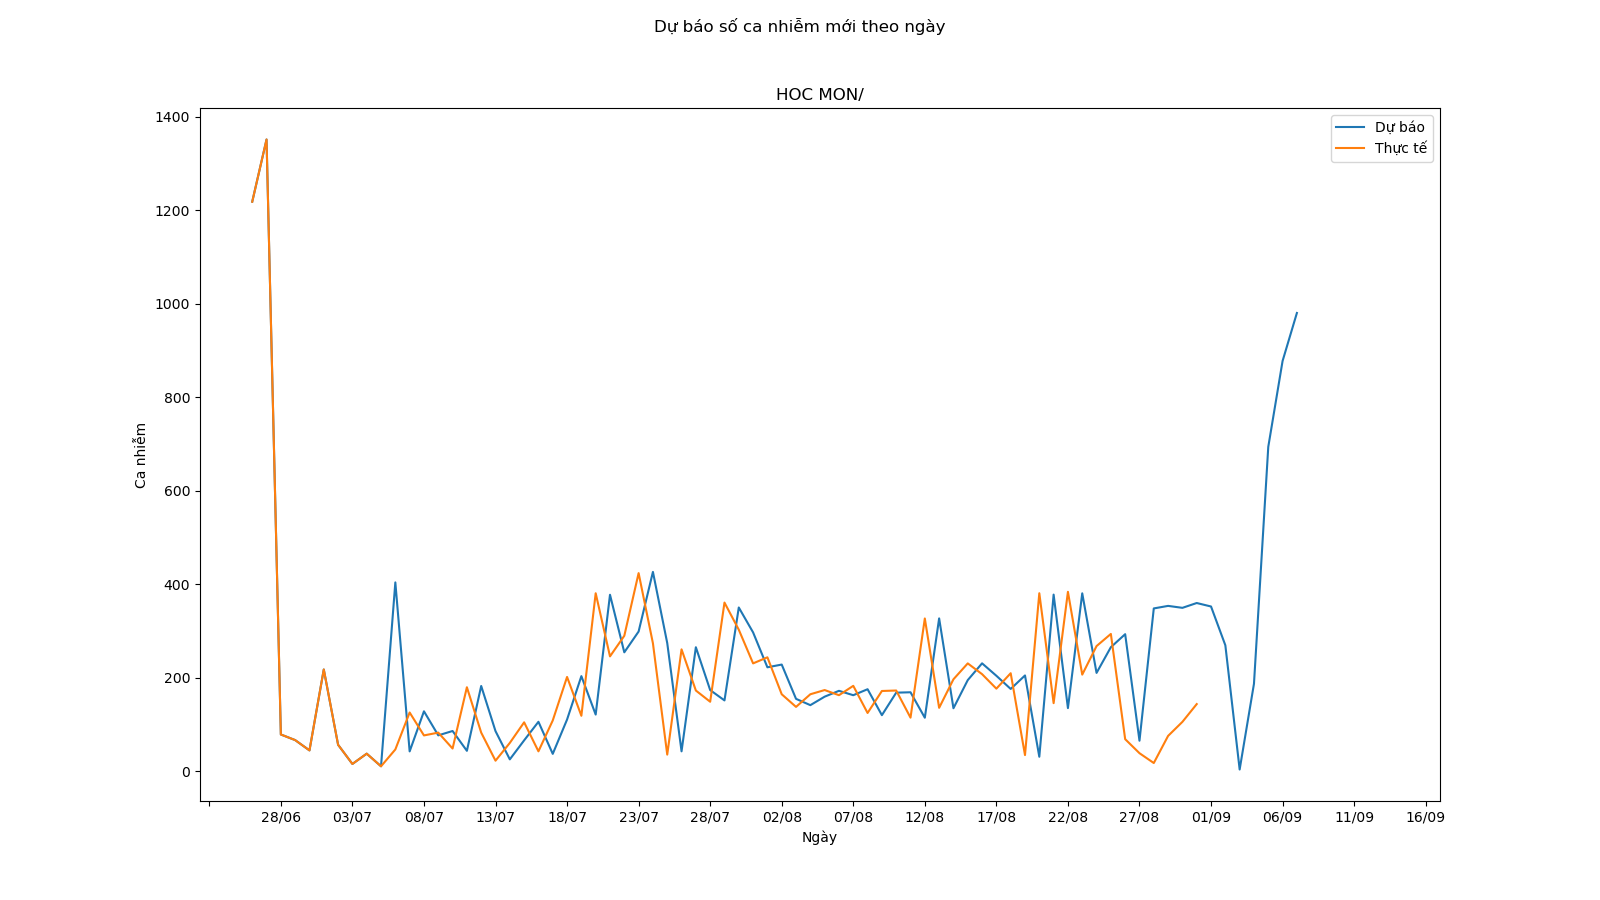 Dự báo số ca nhiễm mới theo ngày
HOC MON/
Dự báo
Thực tế
1400
1200
1000
800
600
400
200
0
Ca nhiễm
28/06 03/07 08/07 13/07 18/07 23/07 28/07 02/08 07/08 12/08 17/08 22/08 27/08 01/09 06/09 11/09 16/09
Ngày